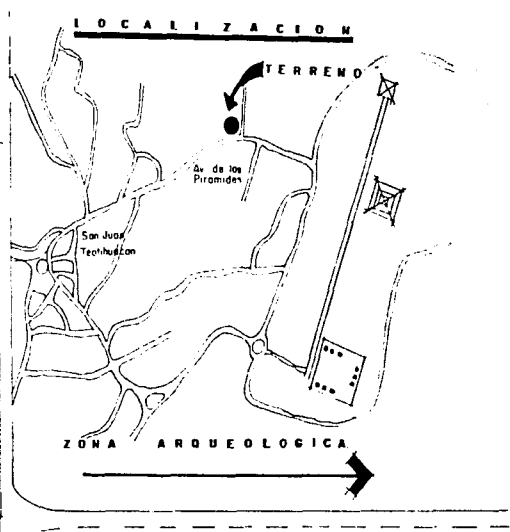 LOCALIZACION
TERRENO
Av. de los
Piramides
San Juan
Teotihuacan
ZONA ARQUEOLOGICA